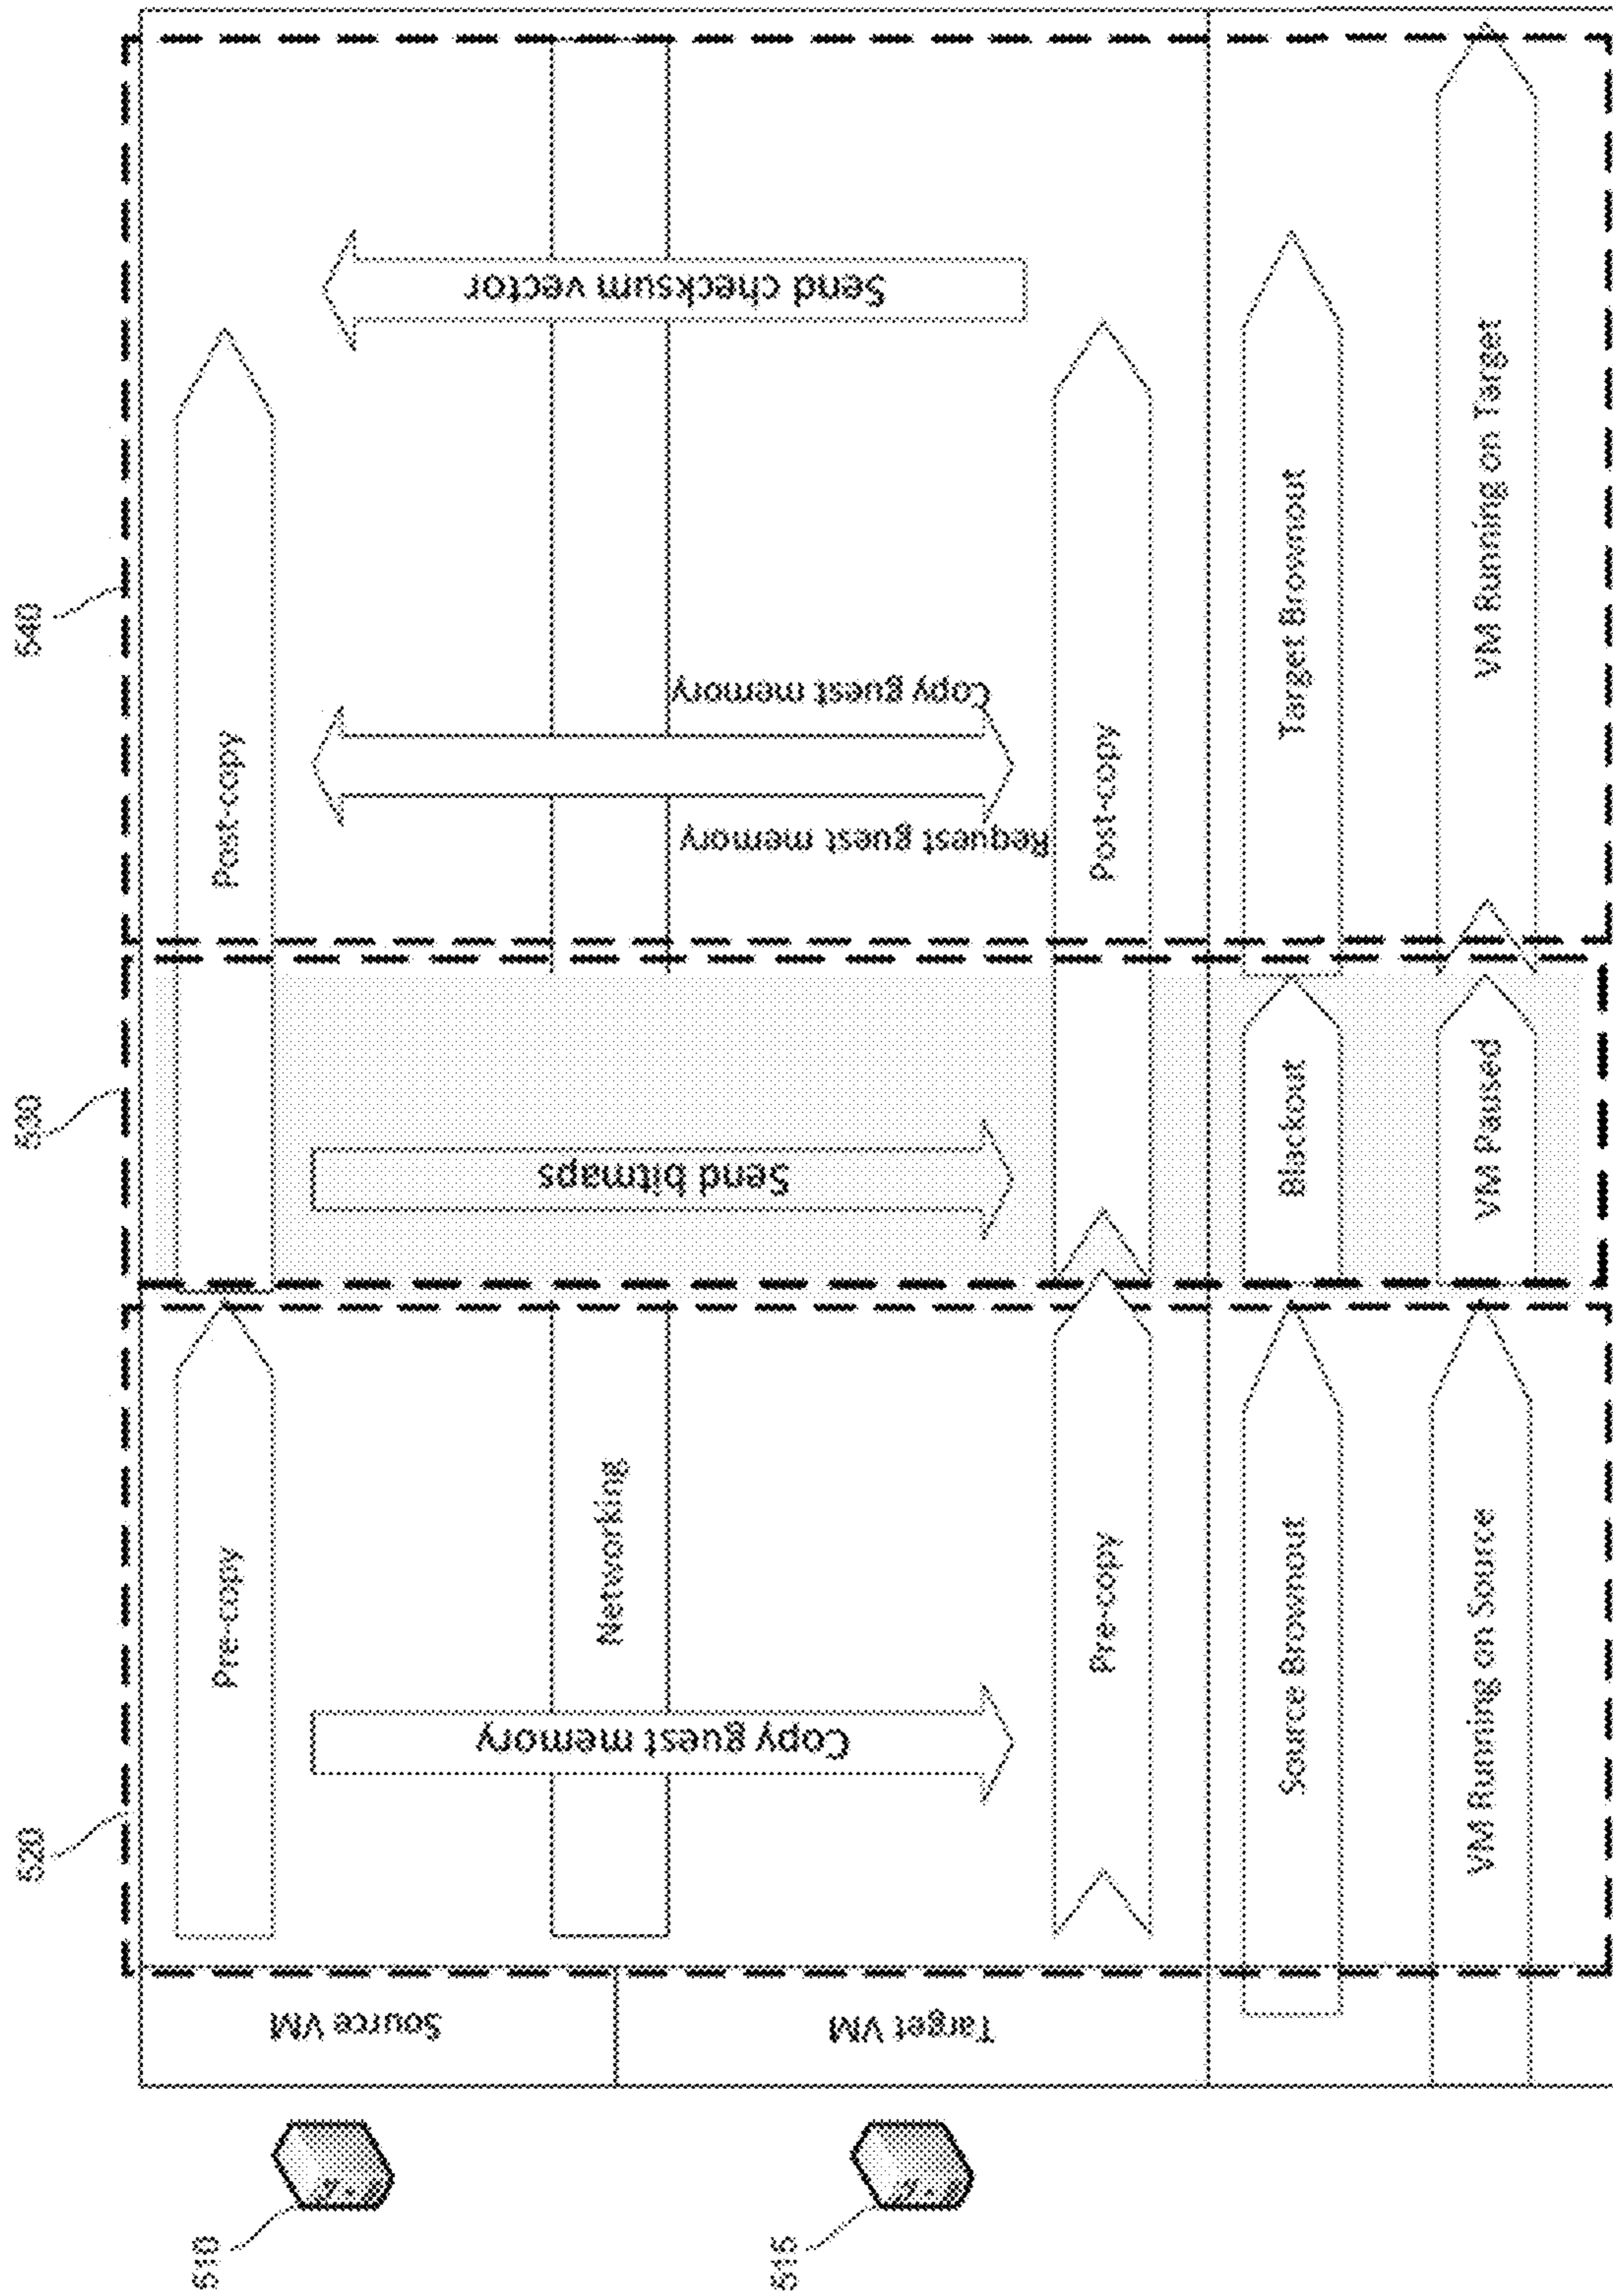 520
530
540
510
Source VM
Pre-copy
Post-copy
Copy guest memory
Send bitmaps
Request guest memory
Copy guest memory
Send checksum vector
Networking
515
Target VM
Pre-copy
Post-copy
Source Brownout
Blackout
Target Brownout
VM Running on Source
VM Paused
VM Running on Target